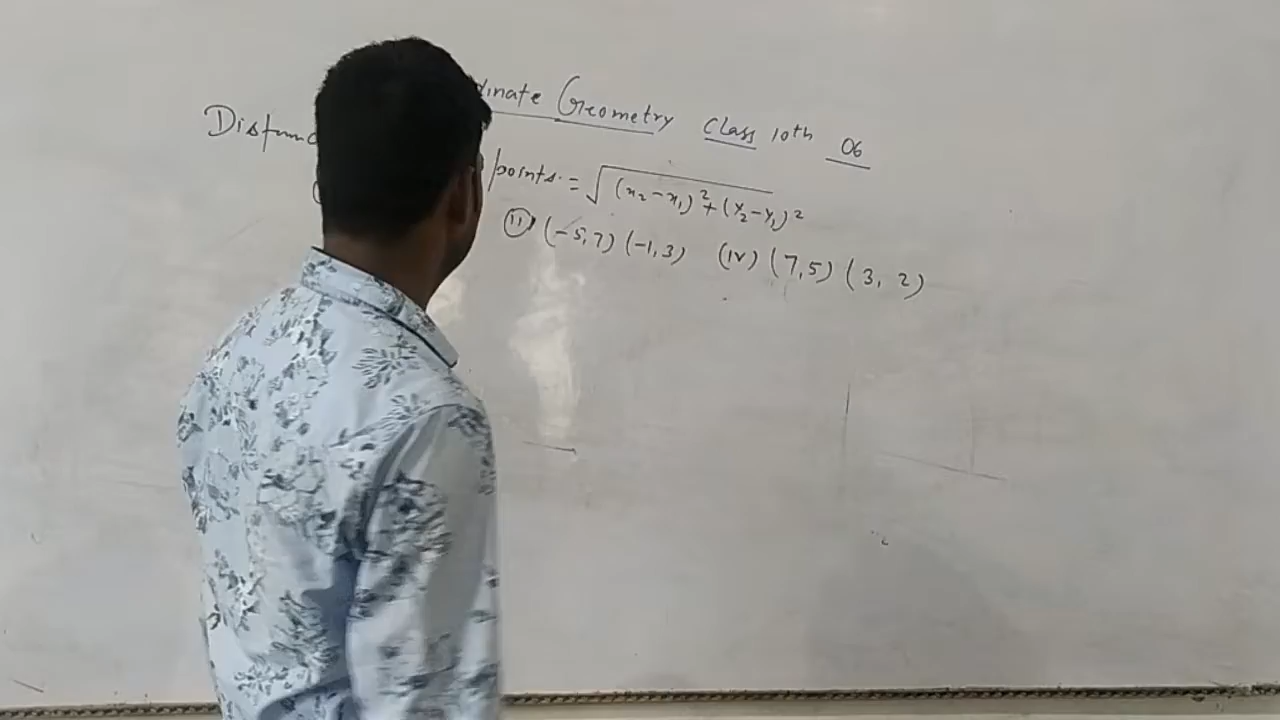 dinate Geometry Class 10th 06
Distanc points. = √(x₂-x₁)²+(y₂-y₁)²
(ii) (-5,7) (-1,3) (iv) (7,5) (3, 2)